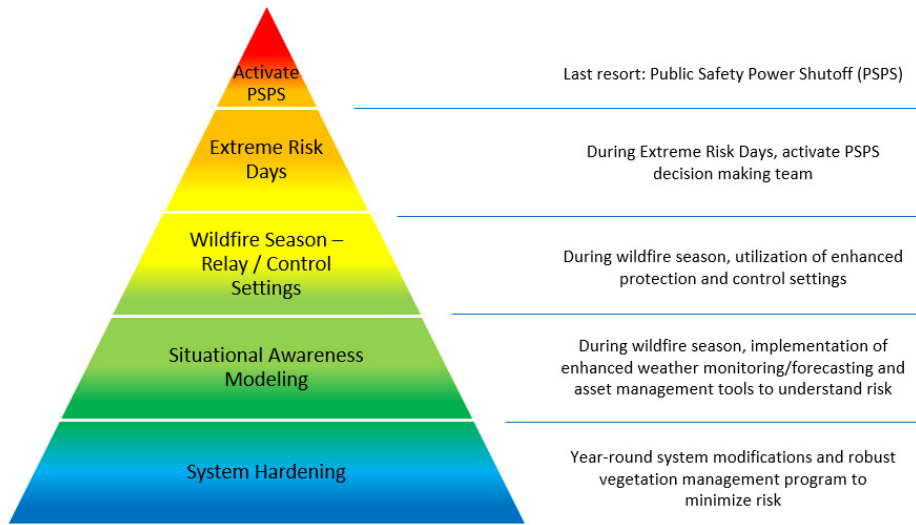 Activate
PSPS
Last resort: Public Safety Power Shutoff (PSPS)
Extreme Risk
Days
During Extreme Risk Days, activate PSPS
decision making team
Wildfire Season –
Relay / Control
Settings
During wildfire season, utilization of enhanced
protection and control settings
Situational Awareness
Modeling
During wildfire season, implementation of
enhanced weather monitoring/forecasting and
asset management tools to understand risk
System Hardening
Year-round system modifications and robust
vegetation management program to
minimize risk